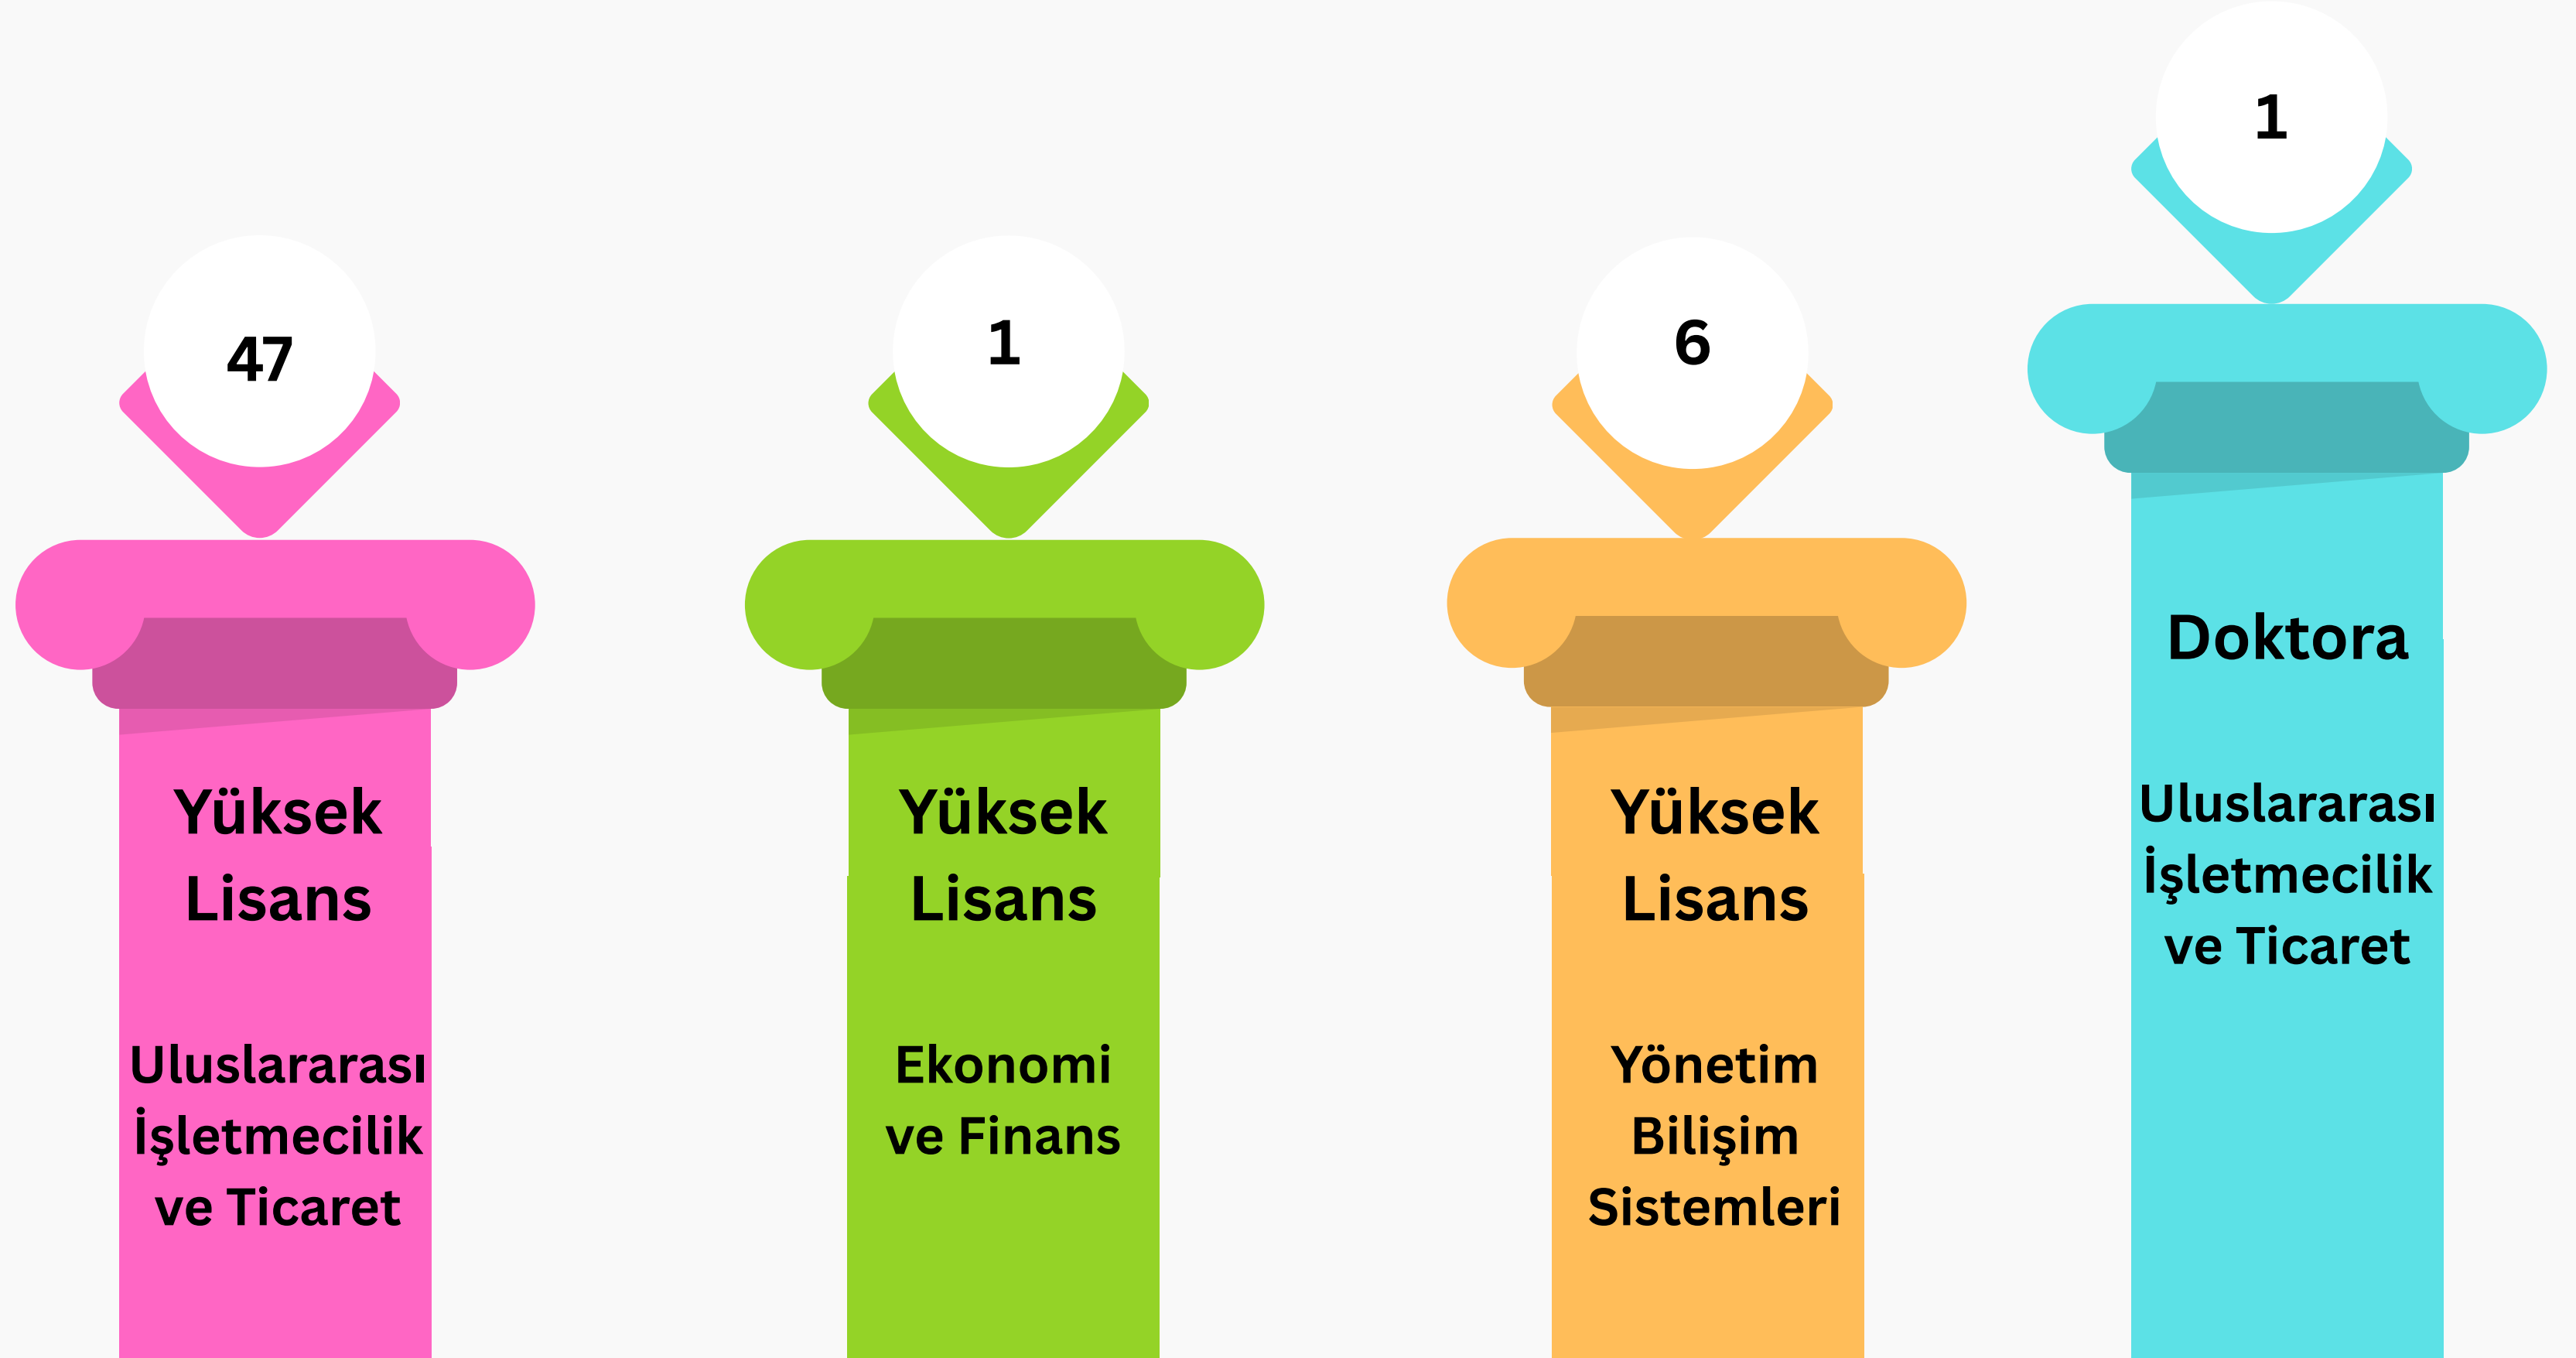 47
Yüksek
Lisans
Uluslararası
İşletmecilik
ve Ticaret
1
Yüksek
Lisans
Ekonomi
ve Finans
6
Yüksek
Lisans
Yönetim
Bilişim
Sistemleri
1
Doktora
Uluslararası
İşletmecilik
ve Ticaret